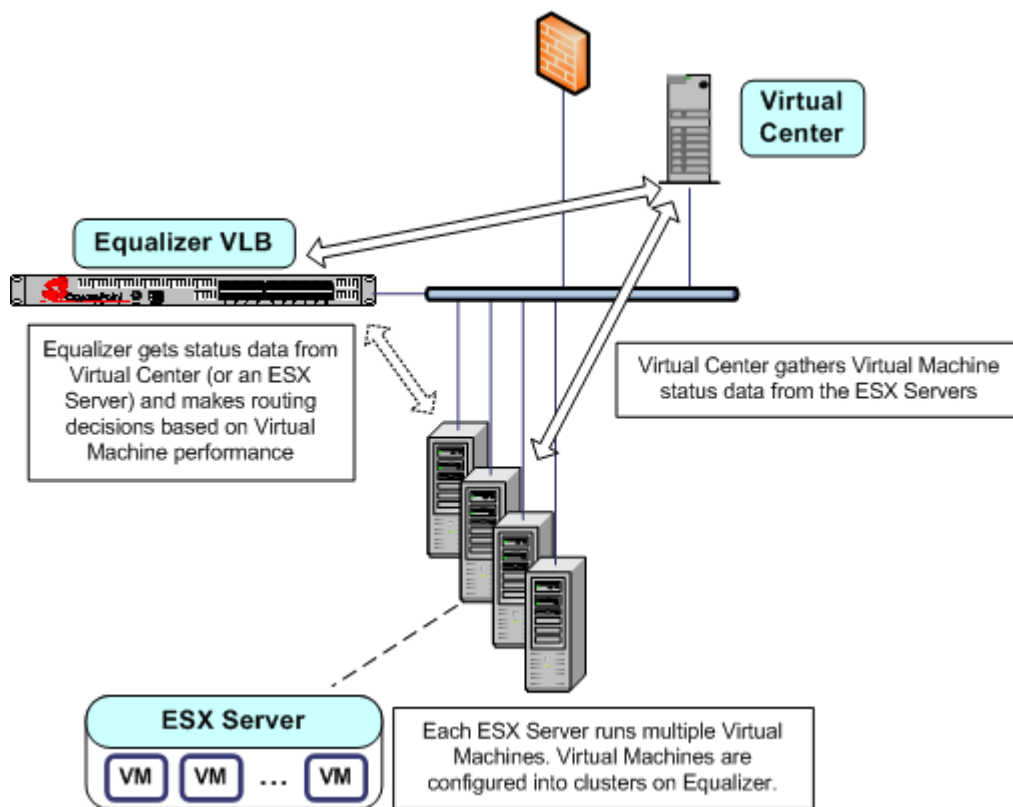 Virtual
Center
Equalizer VLB
Equalizer gets status data from
Virtual Center (or an ESX
Server) and makes routing
decisions based on Virtual
Machine performance
Virtual Center gathers Virtual Machine
status data from the ESX Servers
ESX Server
VM VM ... VM
Each ESX Server runs multiple Virtual
Machines. Virtual Machines are
configured into clusters on Equalizer.